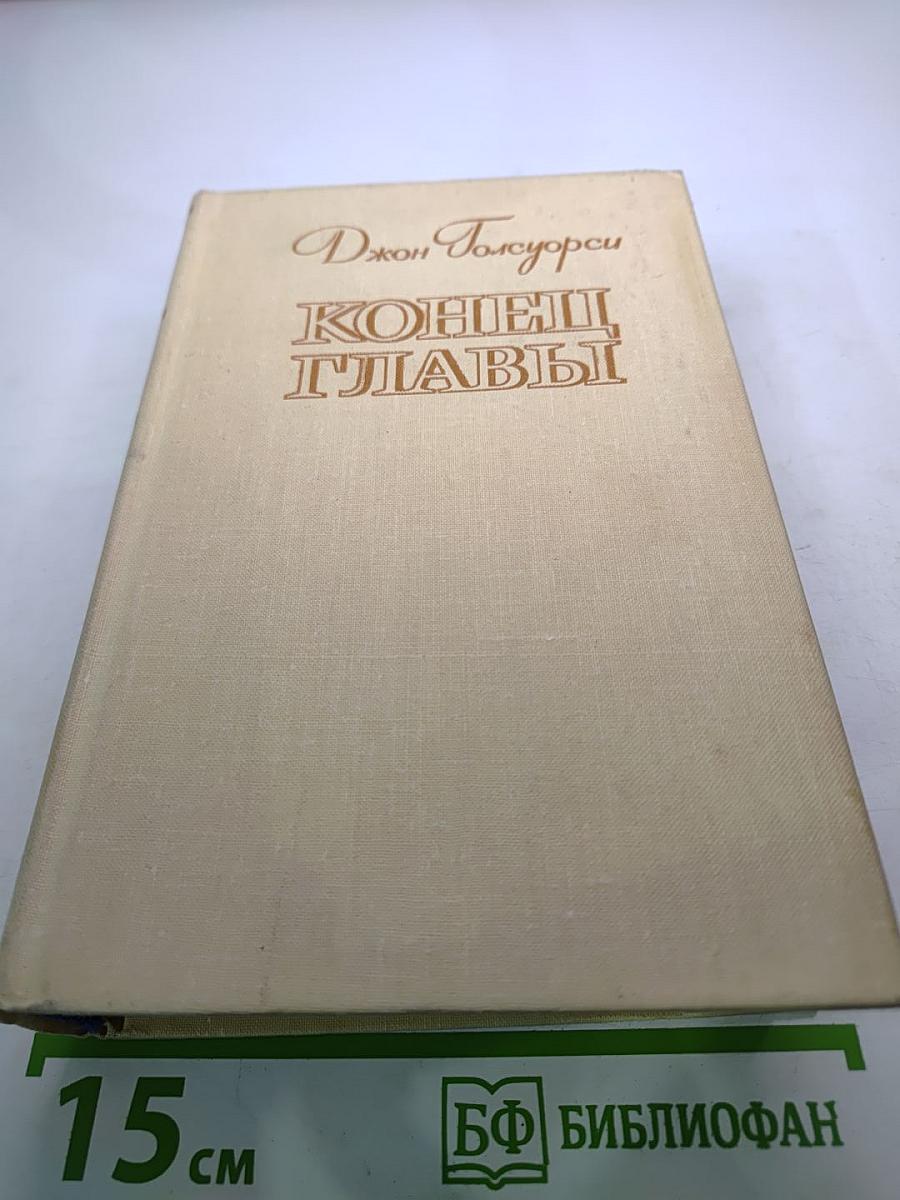 Джон Голсуорси
КОНЕЦ
ГЛАВЫ
15 см
БФ БИБЛИОФАН